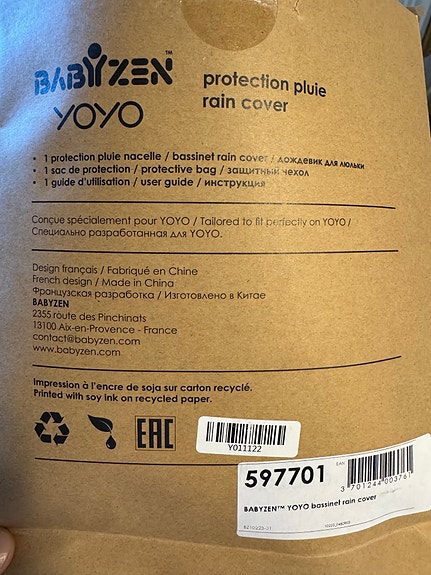 BABYZEN™
YOYO
protection pluie
rain cover
• 1 protection pluie nacelle / bassinet rain cover / дождевик для люльки
• 1 sac de protection / protective bag / защитный чехол
• 1 guide d'utilisation / user guide / инструкция
Conçue spécialement pour YOYO / Tailored to fit perfectly on YOYO /
Специально разработанная для YOYO.
Design français / Fabriqué en Chine
French design / Made in China
Французская разработка / Изготовлено в Китае
BABYZEN
2355 route des Pinchinats
13100 Aix-en-Provence - France
contact@babyzen.com
www.babyzen.com
Impression à l'encre de soja sur carton recyclé.
Printed with soy ink on recycled paper.
EAC
Y011122
597701
EAN
3 701244 003761
BABYZEN™ YOYO bassinet rain cover
BZ10223-01